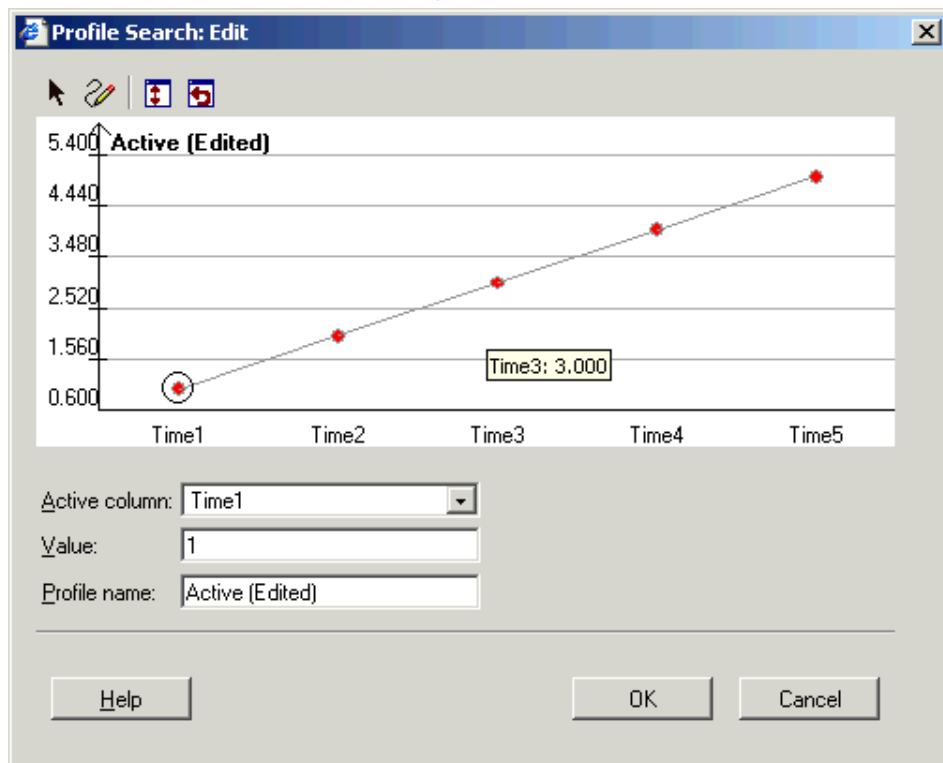 Profile Search: Edit
5.400 Active (Edited)
4.440
3.480
2.520
1.560
Time3: 3.000
0.600
Time1 Time2 Time3 Time4 Time5
Active column: Time1
Value: 1
Profile name: Active (Edited)
Help OK Cancel